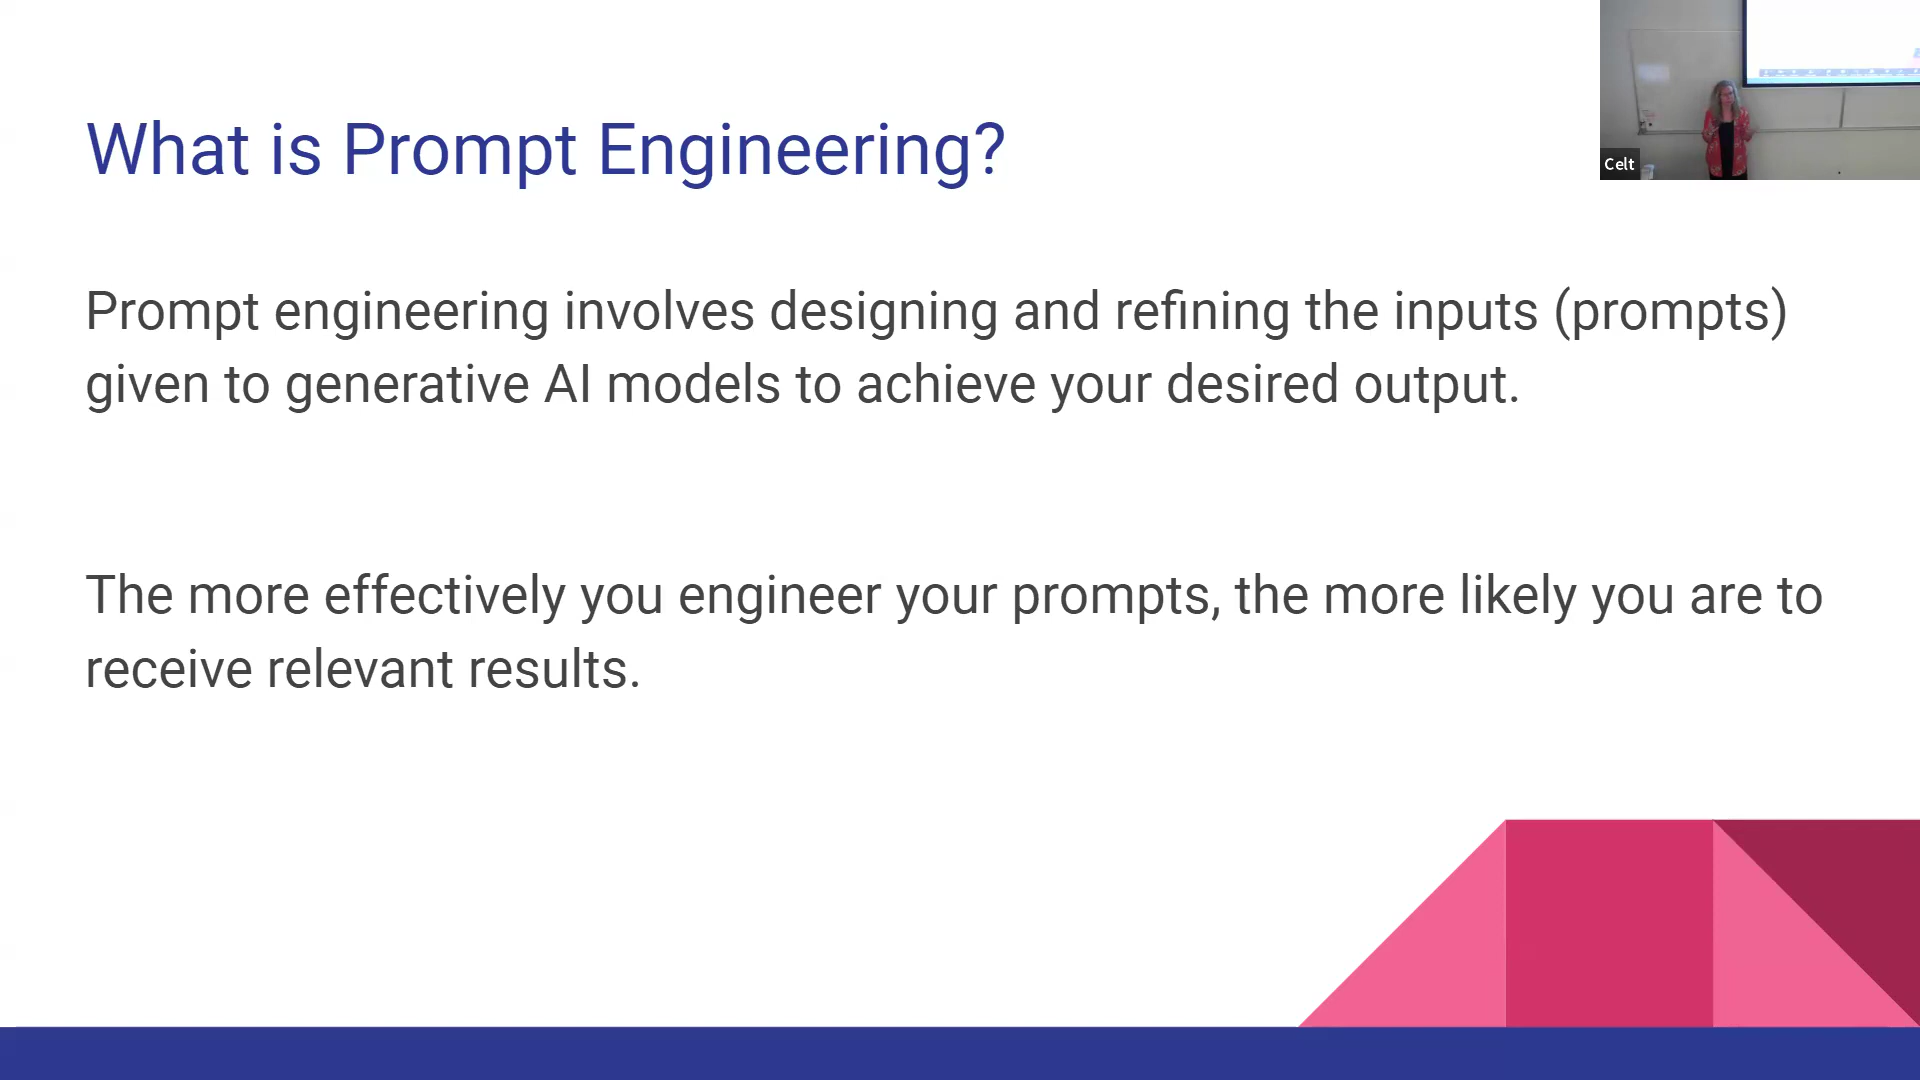 What is Prompt Engineering?
Prompt engineering involves designing and refining the inputs (prompts)
given to generative AI models to achieve your desired output.
The more effectively you engineer your prompts, the more likely you are to
receive relevant results.
Celt